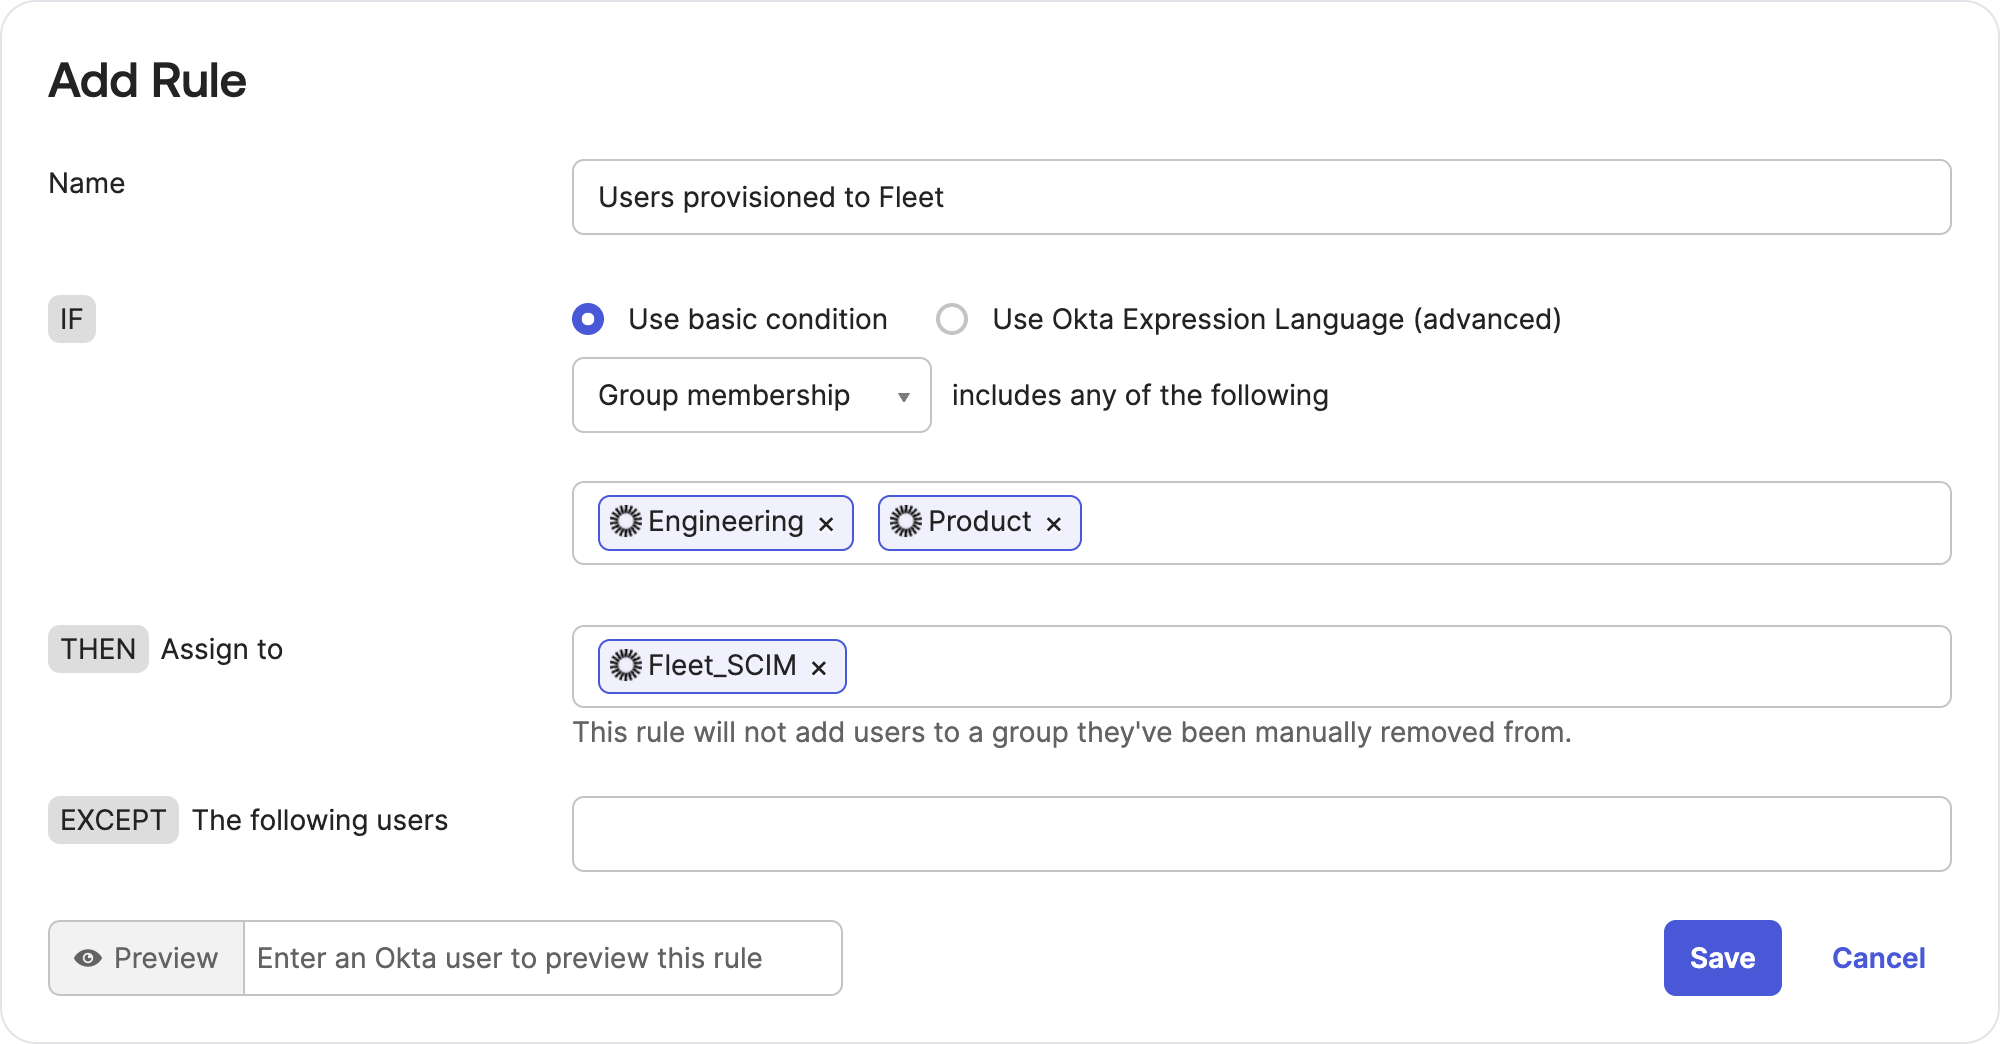 Add Rule
Name
Users provisioned to Fleet
IF
Use basic condition
Use Okta Expression Language (advanced)
Group membership
includes any of the following
Engineering
Product
THEN Assign to
Fleet_SCIM
This rule will not add users to a group they've been manually removed from.
EXCEPT The following users
Preview
Enter an Okta user to preview this rule
Save
Cancel